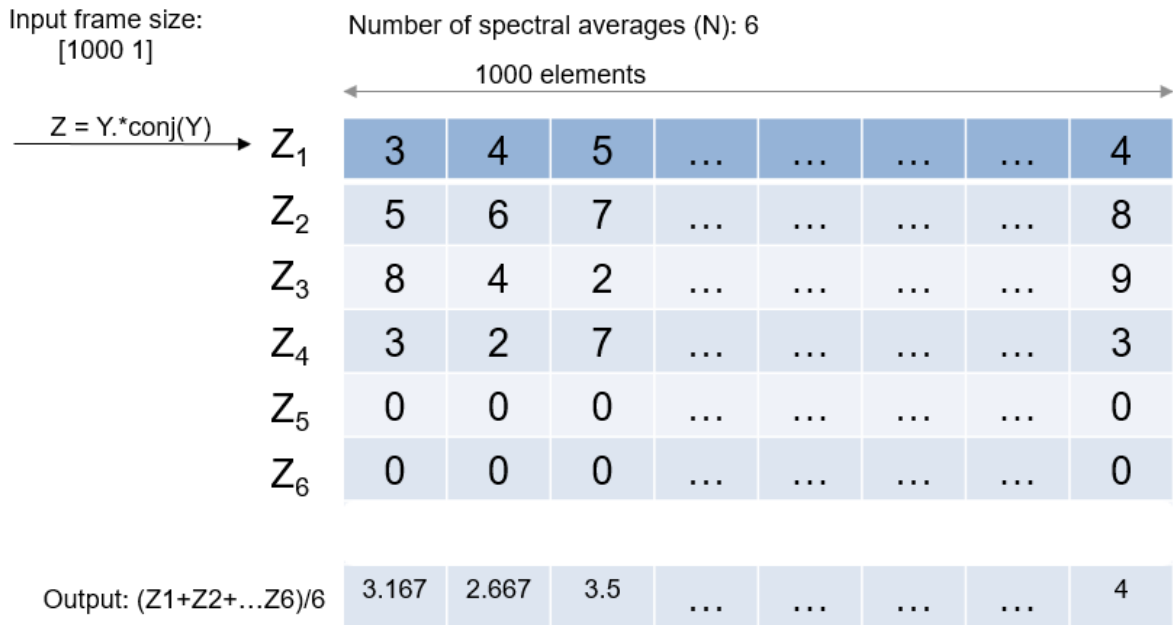 Input frame size:
[1000 1]
Number of spectral averages (N): 6
1000 elements
Z = Y.*conj(Y)
Z1 3 4 5 ... ... ... ... 4
Z2 5 6 7 ... ... ... ... 8
Z3 8 4 2 ... ... ... ... 9
Z4 3 2 7 ... ... ... ... 3
Z5 0 0 0 ... ... ... ... 0
Z6 0 0 0 ... ... ... ... 0
Output: (Z1+Z2+...Z6)/6 3.167 2.667 3.5 ... ... ... ... 4